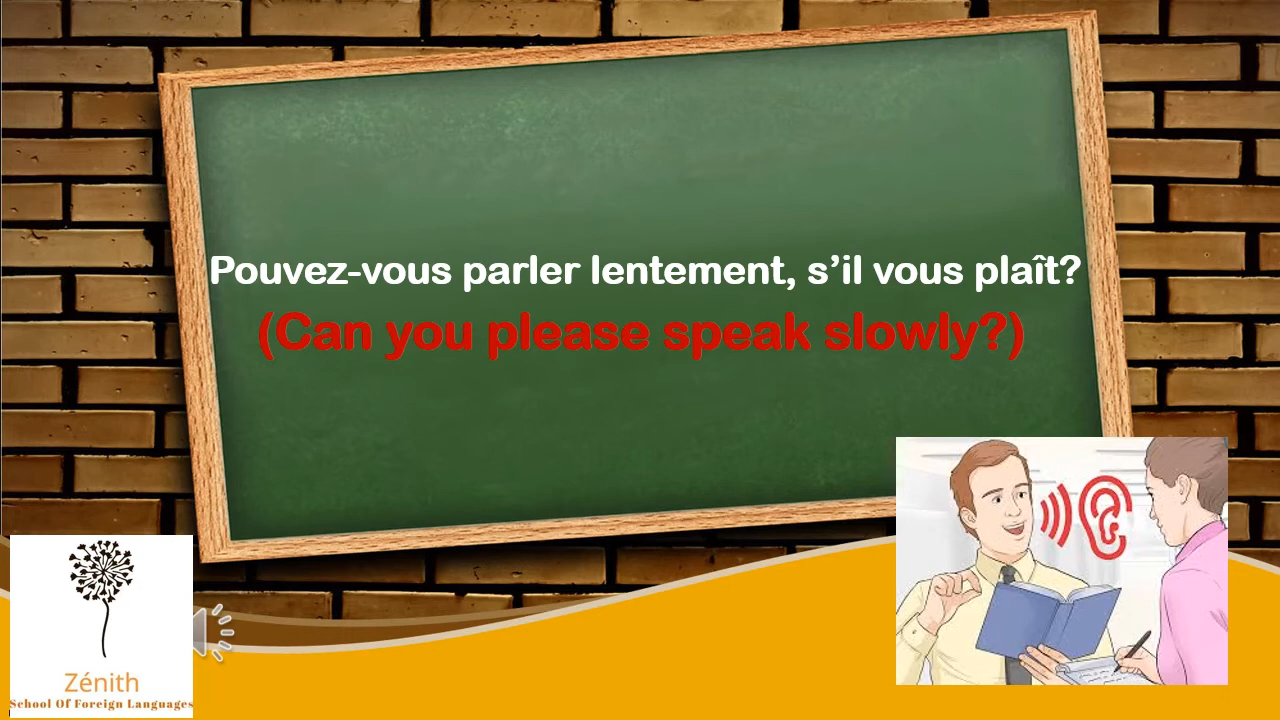 Pouvez-vous parler lentement, s’il vous plaît?
(Can you please speak slowly?)
Zénith
School Of Foreign Languages